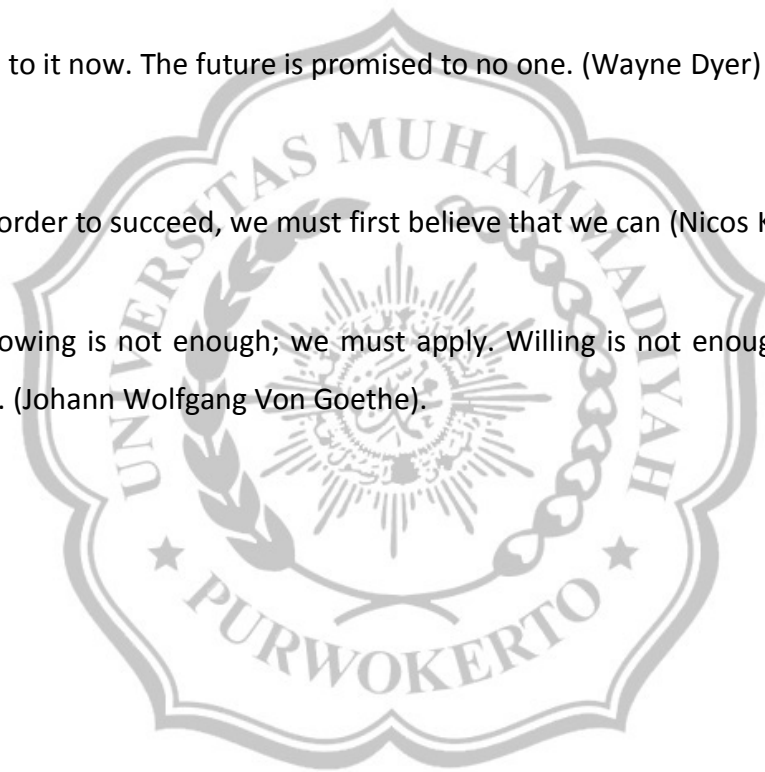 to it now. The future is promised to no one. (Wayne Dyer)
order to succeed, we must first believe that we can (Nicos K
owing is not enough; we must apply. Willing is not enoug
. (Johann Wolfgang Von Goethe).
UNIVERSITAS MUHAMMADIYAH
PURWOKERTO